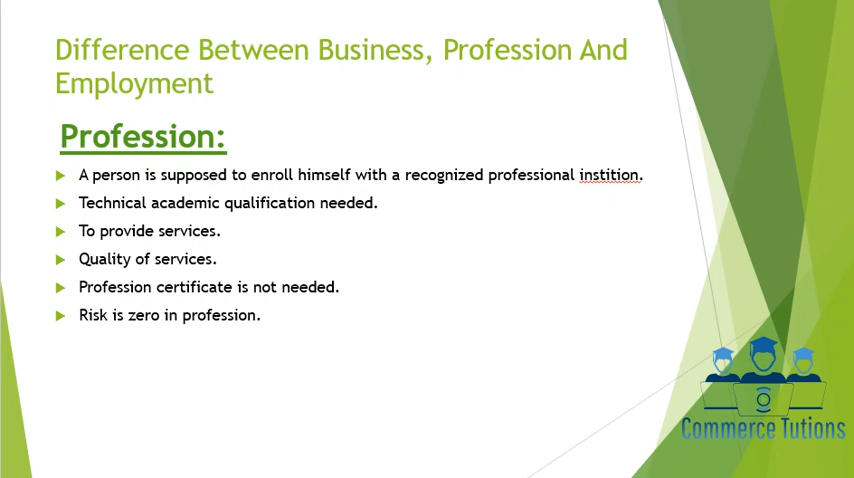 Difference Between Business, Profession And
Employment
Profession:
A person is supposed to enroll himself with a recognized professional instition.
Technical academic qualification needed.
To provide services.
Quality of services.
Profession certificate is not needed.
Risk is zero in profession.
Commerce Tutions